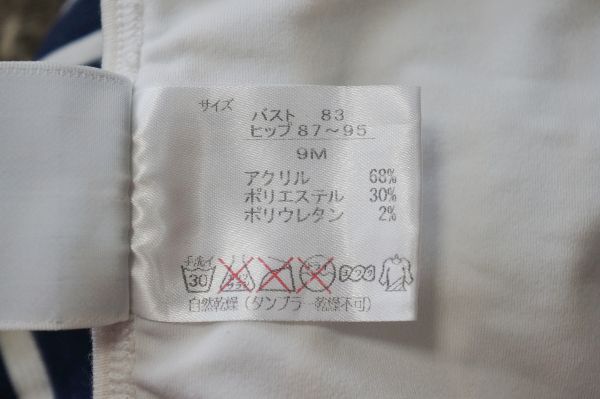 サイズ
バスト 83
ヒップ 87〜95
9M
アクリル 68%
ポリエステル 30%
ポリウレタン 2%
手洗イ
30
自然乾燥(タンブラー乾燥不可)